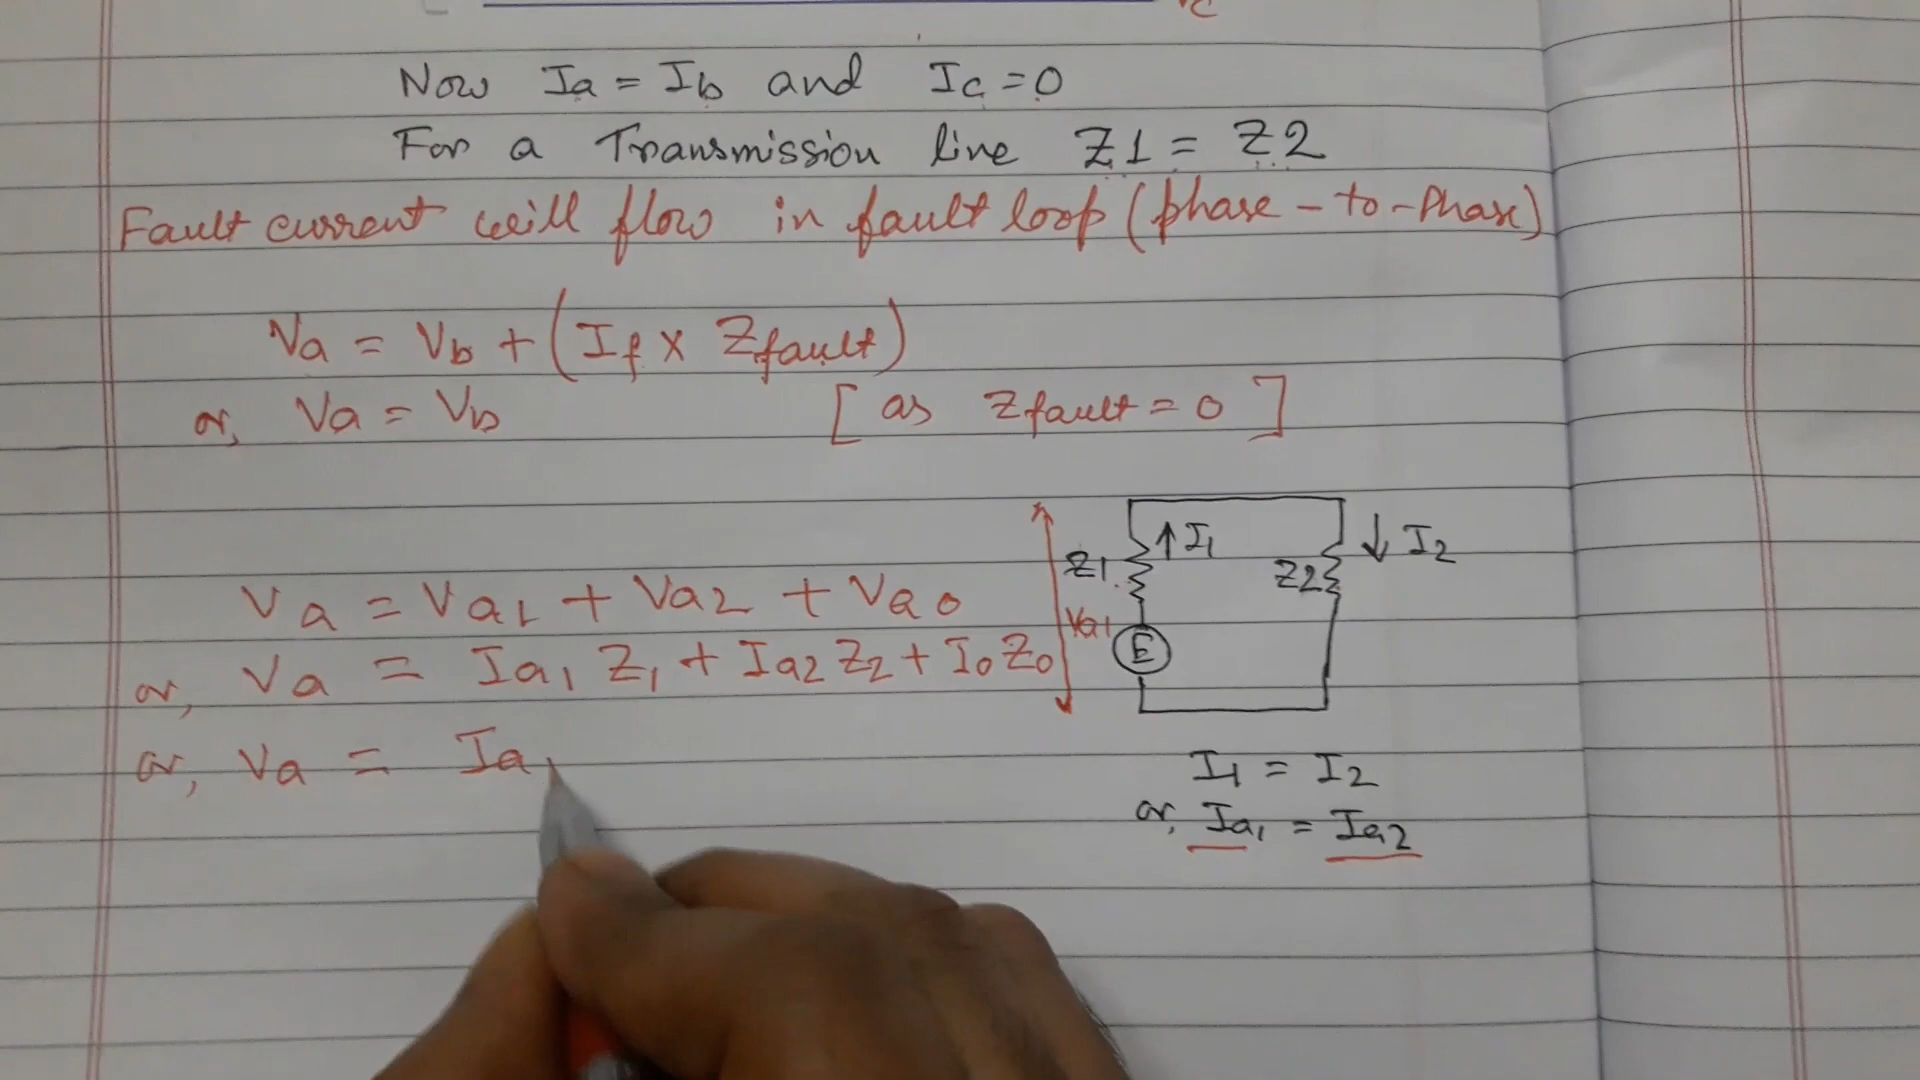 Now Ia = Ib and Ic = 0
For a Transmission line Z1 = Z2
Fault current will flow in fault loop (phase-to-Phase)
Va = Vb + (If x Zfault)
or, Va = Vb [as Zfault = 0]
↑I1 ↓I2
Z1 Z2
Va1 E
Va = Va1 + Va2 + Va0
or, Va = Ia1 Z1 + Ia2 Z2 + I0 Z0
or, Va = Ia
I1 = I2
or, Ia1 = Ia2